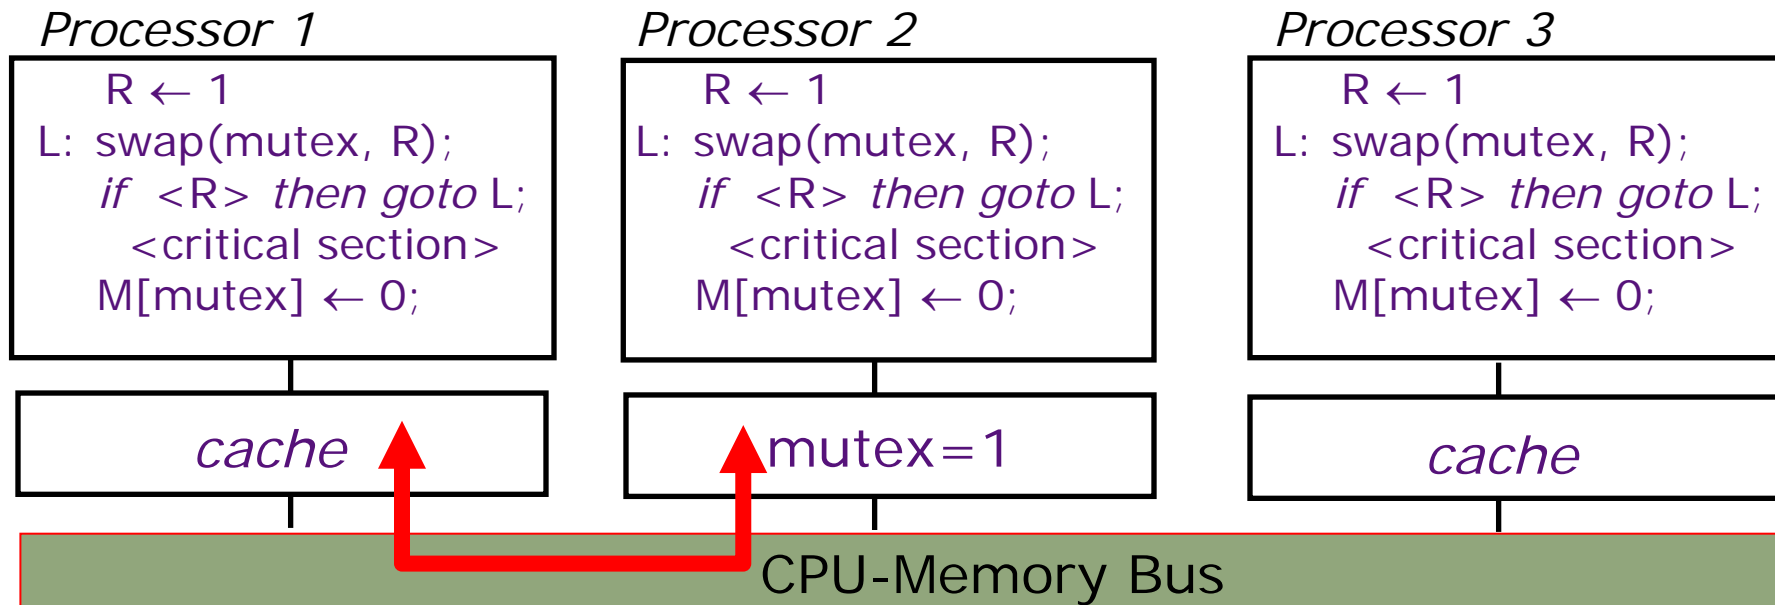 Processor 1
R ← 1
L: swap(mutex, R);
if <R> then goto L;
<critical section>
M[mutex] ← 0;
cache
Processor 2
R ← 1
L: swap(mutex, R);
if <R> then goto L;
<critical section>
M[mutex] ← 0;
mutex=1
Processor 3
R ← 1
L: swap(mutex, R);
if <R> then goto L;
<critical section>
M[mutex] ← 0;
cache
CPU-Memory Bus